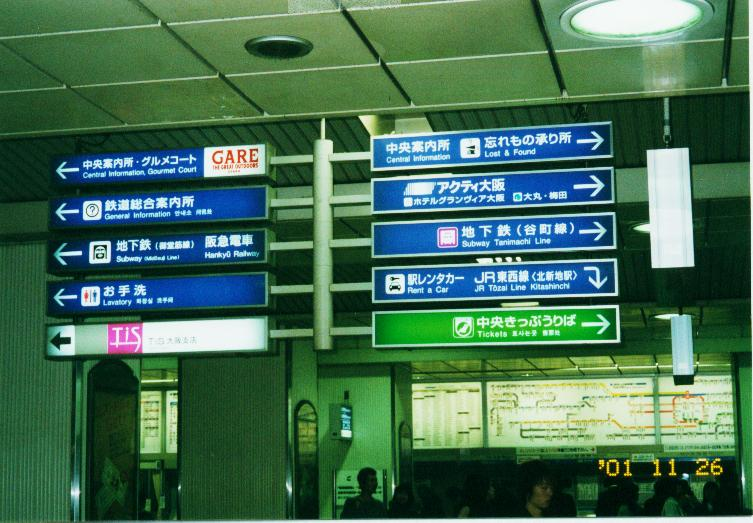 中央案内所・グルメコート
Central Information, Gourmet Court
GARE
THE GREAT OUTDOORS
鉄道総合案内所
General Information 안내소 问讯处
地下鉄（御堂筋線） 阪急電車
Subway (Midōsuji Line) Hankyū Railway
お手洗
Lavatory 화장실 洗手间
TiS TiS 大阪支店
中央案内所 忘れもの承り所
Central Information Lost & Found
アクティ大阪
ホテルグランヴィア大阪 大丸・梅田
地下鉄（谷町線）
Subway Tanimachi Line
駅レンタカー JR東西線（北新地駅）
Rent a Car JR Tōzai Line Kitashinchi
中央きっぷうりば
Tickets 표사는곳 售票处
'01 11 26